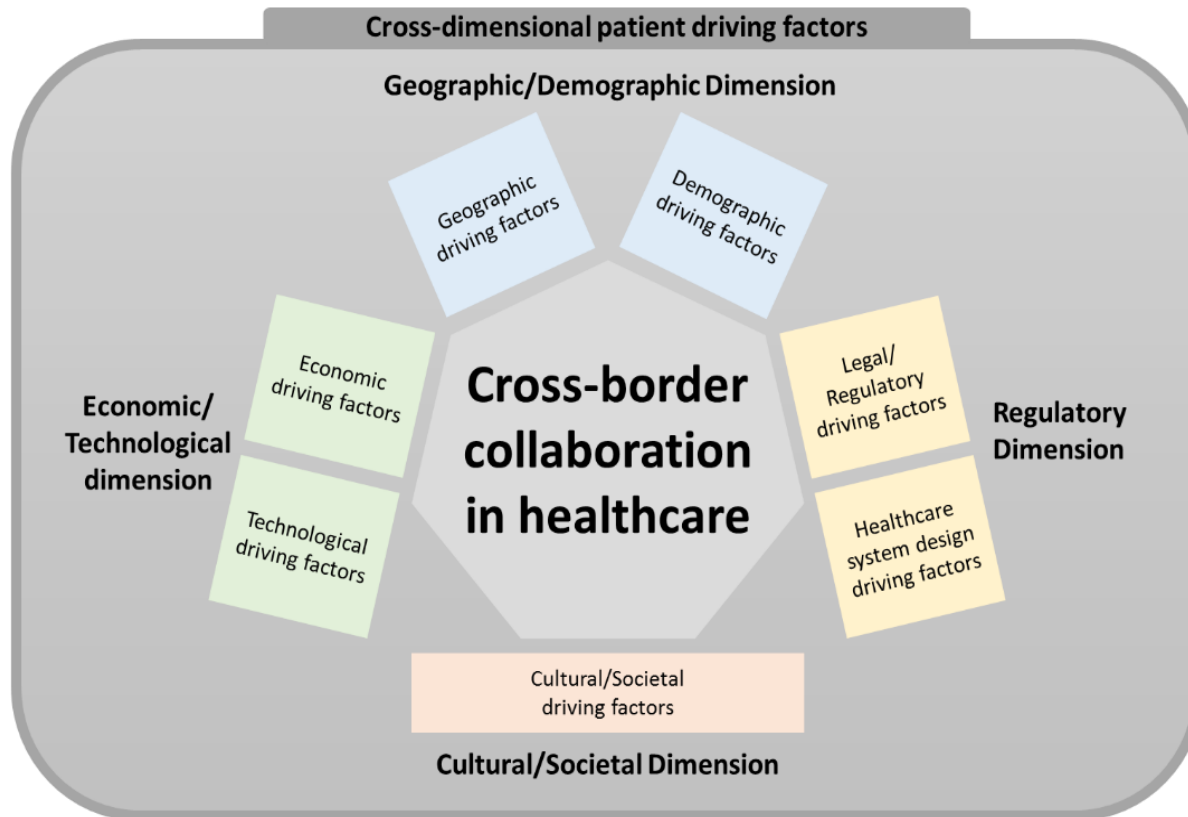 Cross-dimensional patient driving factors
Geographic/Demographic Dimension
Geographic
driving factors
Demographic
driving factors
Economic
driving factors
Legal/
Regulatory
driving factors
Economic/
Technological
dimension
Cross-border
collaboration
in healthcare
Regulatory
Dimension
Technological
driving factors
Healthcare
system design
driving factors
Cultural/Societal
driving factors
Cultural/Societal Dimension